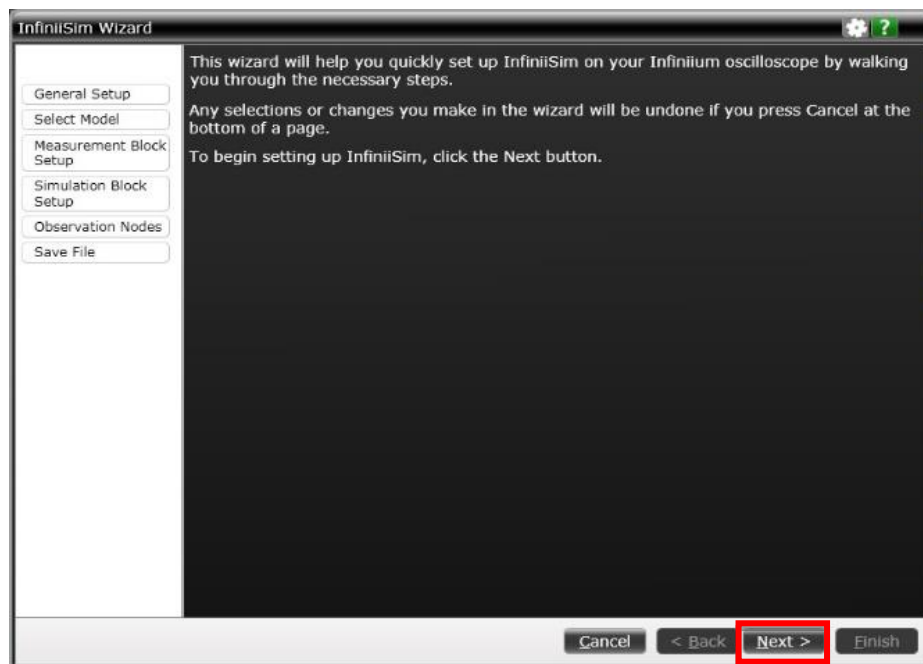 InfiniiSim Wizard
?
General Setup
Select Model
Measurement Block
Setup
Simulation Block
Setup
Observation Nodes
Save File
This wizard will help you quickly set up InfiniiSim on your Infiniium oscilloscope by walking
you through the necessary steps.
Any selections or changes you make in the wizard will be undone if you press Cancel at the
bottom of a page.
To begin setting up InfiniiSim, click the Next button.
Cancel
< Back
Next >
Finish